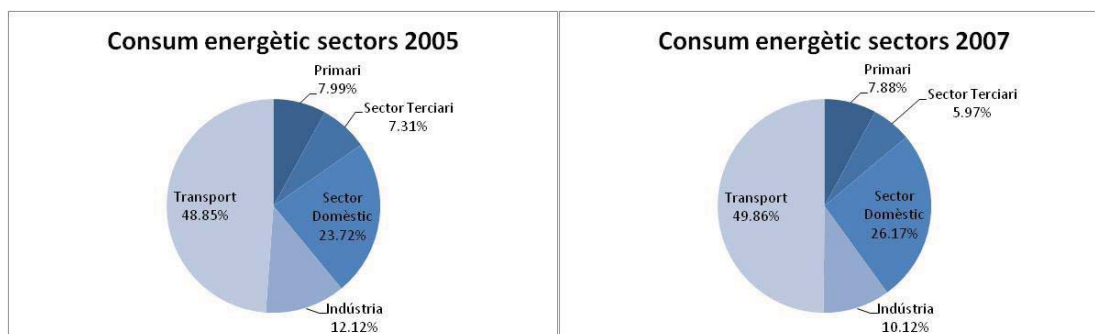 Consum energètic sectors 2005
Primari
7.99%
Sector Terciari
7.31%
Sector
Domèstic
23.72%
Indústria
12.12%
Transport
48.85%
Consum energètic sectors 2007
Primari
7.88%
Sector Terciari
5.97%
Sector
Domèstic
26.17%
Indústria
10.12%
Transport
49.86%